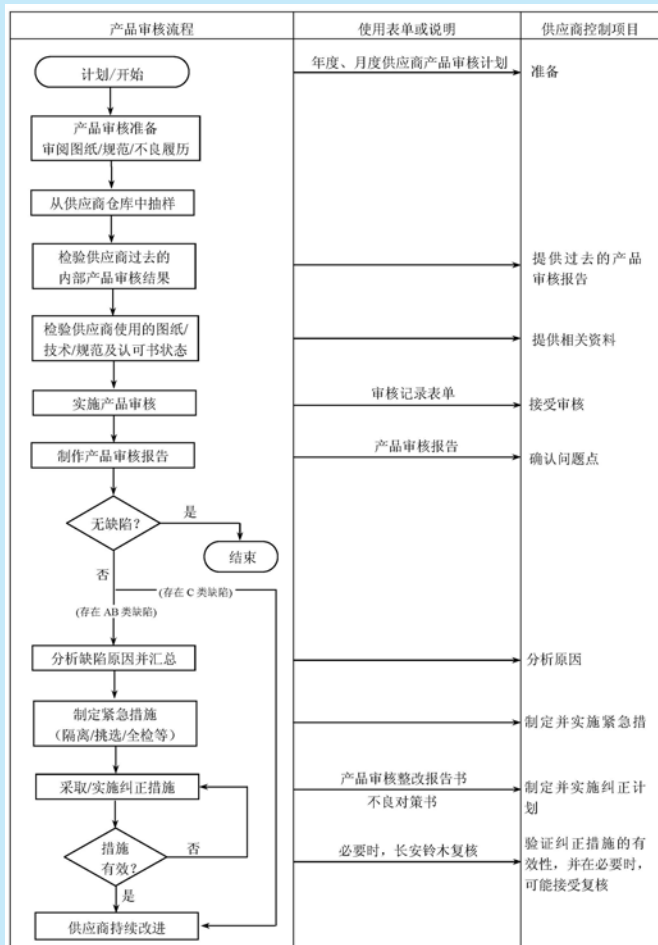 产品审核流程
使用表单或说明
供应商控制项目
计划/开始
年度、月度供应商产品审核计划
准备
产品审核准备
审阅图纸/规范/不良履历
从供应商仓库中抽样
检验供应商过去的
内部产品审核结果
提供过去的产品
审核报告
检验供应商使用的图纸/
技术/规范及认可书状态
提供相关资料
实施产品审核
审核记录表单
接受审核
制作产品审核报告
产品审核报告
确认问题点
无缺陷?
是
结束
否
(存在 C 类缺陷)
(存在 AB 类缺陷)
分析缺陷原因并汇总
分析原因
制定紧急措施
(隔离/挑选/全检等)
制定并实施紧急措
采取/实施纠正措施
产品审核整改报告书
不良对策书
制定并实施纠正计
划
措施
有效?
否
必要时，长安铃木复核
验证纠正措施的有
效性，并在必要时，
可能接受复核
是
供应商持续改进